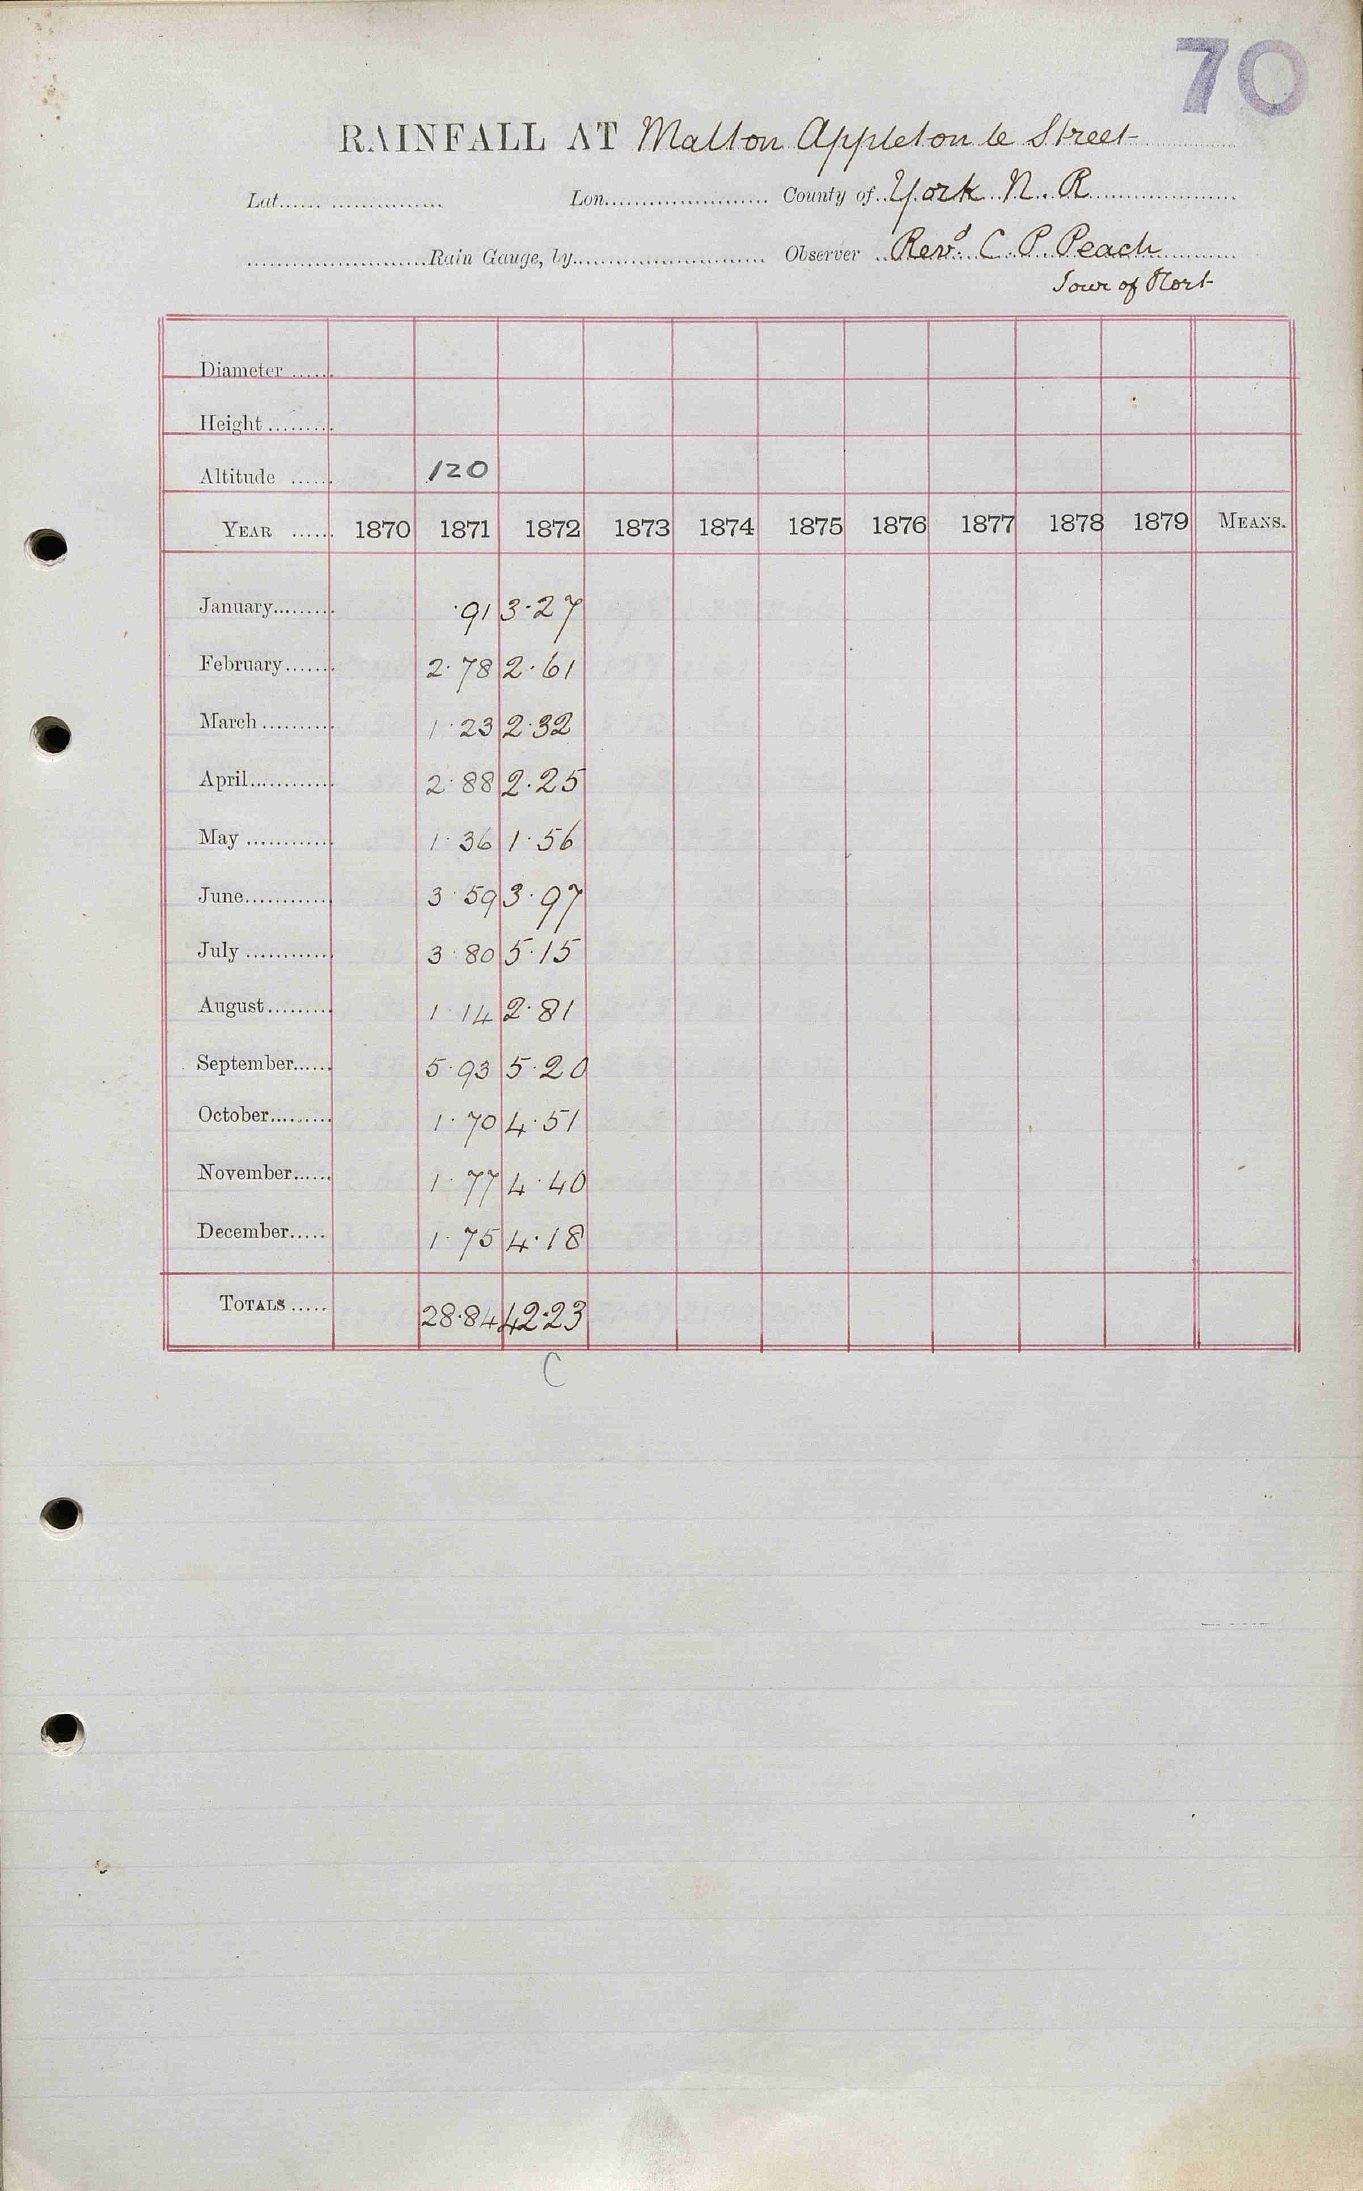 70
RAINFALL AT Malton Appleton le Street
Lat. Lon. County of York N. R
Rain Gauge, by Observer Revd. C. P. Peach
Jour of Hort
Diameter
Height
Altitude 120
YEAR 1870 1871 1872 1873 1874 1875 1876 1877 1878 1879 MEANS.
January ·91 3·27
February 2·78 2·61
March 1·23 2·32
April 2·88 2·25
May 1·36 1·56
June 3·59 3·97
July 3·80 5·15
August 1·14 2·81
September 5·93 5·20
October 1·70 4·51
November 1·77 4·40
December 1·75 4·18
TOTALS 28·84 42·23
C